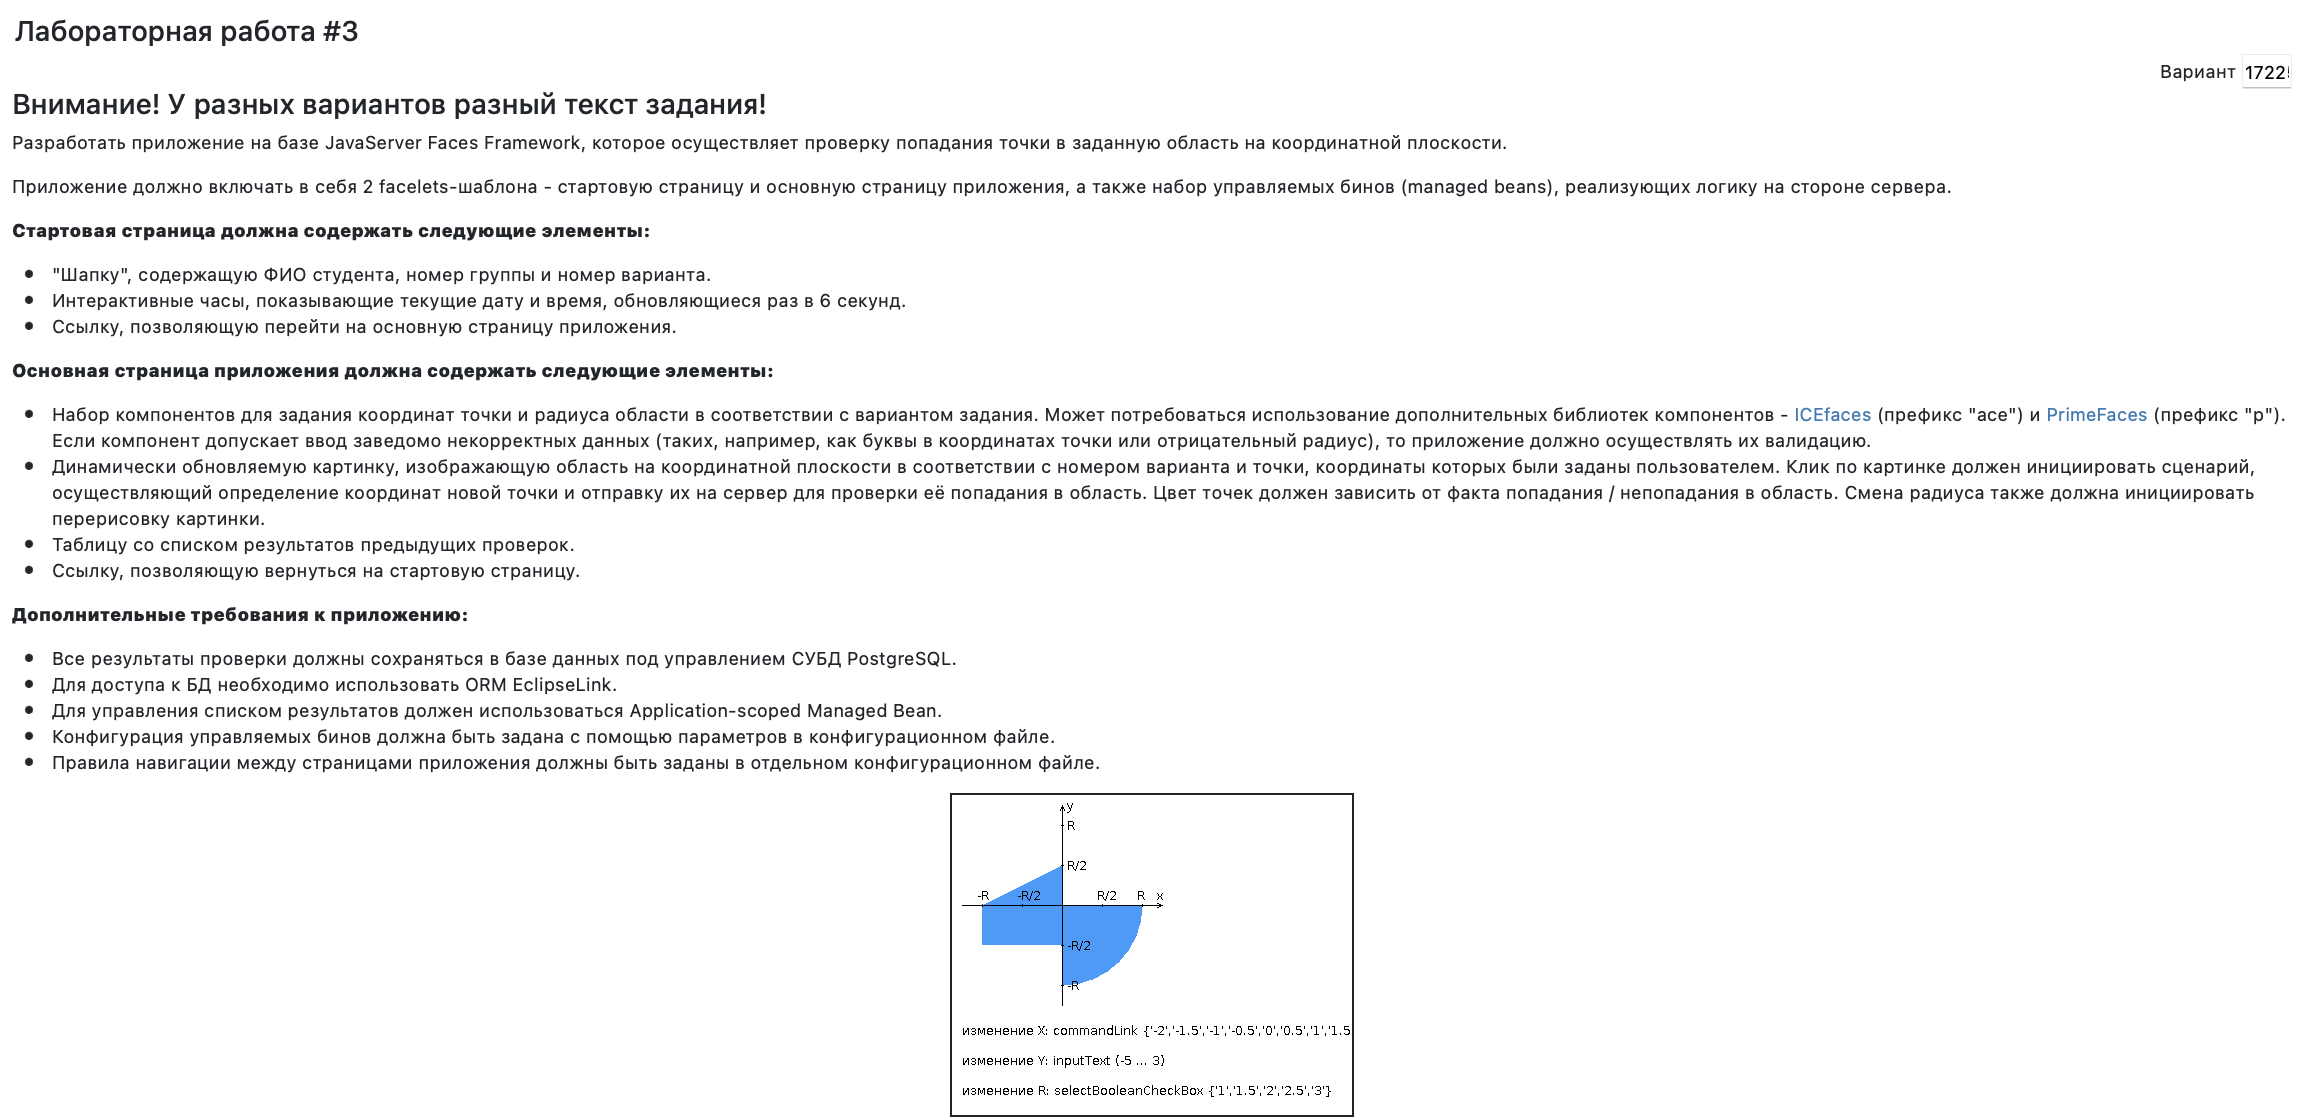 Лабораторная работа #3
Вариант 1722
Внимание! У разных вариантов разный текст задания!
Разработать приложение на базе JavaServer Faces Framework, которое осуществляет проверку попадания точки в заданную область на координатной плоскости.
Приложение должно включать в себя 2 facelets-шаблона - стартовую страницу и основную страницу приложения, а также набор управляемых бинов (managed beans), реализующих логику на стороне сервера.
Стартовая страница должна содержать следующие элементы:
"Шапку", содержащую ФИО студента, номер группы и номер варианта.
Интерактивные часы, показывающие текущие дату и время, обновляющиеся раз в 6 секунд.
Ссылку, позволяющую перейти на основную страницу приложения.
Основная страница приложения должна содержать следующие элементы:
Набор компонентов для задания координат точки и радиуса области в соответствии с вариантом задания. Может потребоваться использование дополнительных библиотек компонентов - ICEfaces (префикс "ace") и PrimeFaces (префикс "p").
Если компонент допускает ввод заведомо некорректных данных (таких, например, как буквы в координатах точки или отрицательный радиус), то приложение должно осуществлять их валидацию.
Динамически обновляемую картинку, изображающую область на координатной плоскости в соответствии с номером варианта и точки, координаты которых были заданы пользователем. Клик по картинке должен инициировать сценарий,
осуществляющий определение координат новой точки и отправку их на сервер для проверки её попадания в область. Цвет точек должен зависить от факта попадания / непопадания в область. Смена радиуса также должна инициировать
перерисовку картинки.
Таблицу со списком результатов предыдущих проверок.
Ссылку, позволяющую вернуться на стартовую страницу.
Дополнительные требования к приложению:
Все результаты проверки должны сохраняться в базе данных под управлением СУБД PostgreSQL.
Для доступа к БД необходимо использовать ORM EclipseLink.
Для управления списком результатов должен использоваться Application-scoped Managed Bean.
Конфигурация управляемых бинов должна быть задана с помощью параметров в конфигурационном файле.
Правила навигации между страницами приложения должны быть заданы в отдельном конфигурационном файле.
y
R
R/2
-R -R/2 R/2 R x
-R/2
-R
изменение X: commandLink {'-2','-1.5','-1','-0.5','0','0.5','1','1.5
изменение Y: inputText (-5 ... 3)
изменение R: selectBooleanCheckBox {'1','1.5','2','2.5','3'}